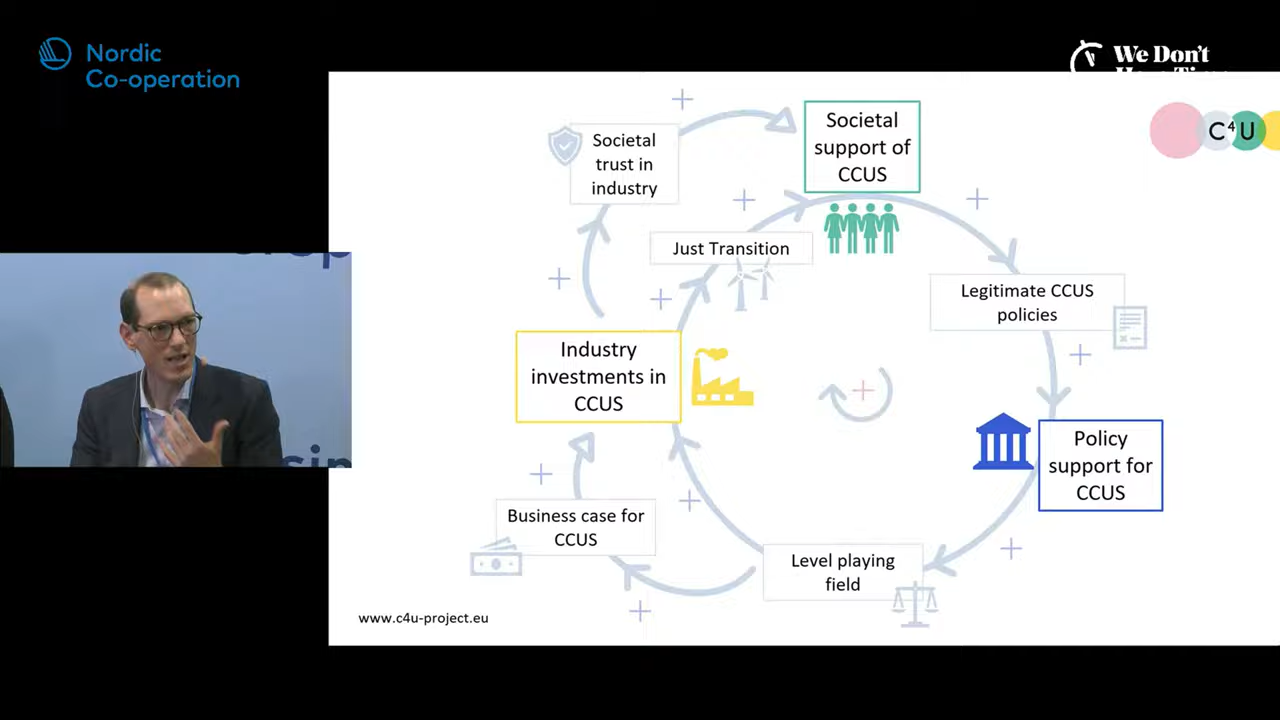 Nordic
Co-operation
We Don't
C⁴U
Societal
trust in
industry
Societal
support of
CCUS
Just Transition
Legitimate CCUS
policies
Industry
investments in
CCUS
Policy
support for
CCUS
Business case for
CCUS
Level playing
field
www.c4u-project.eu